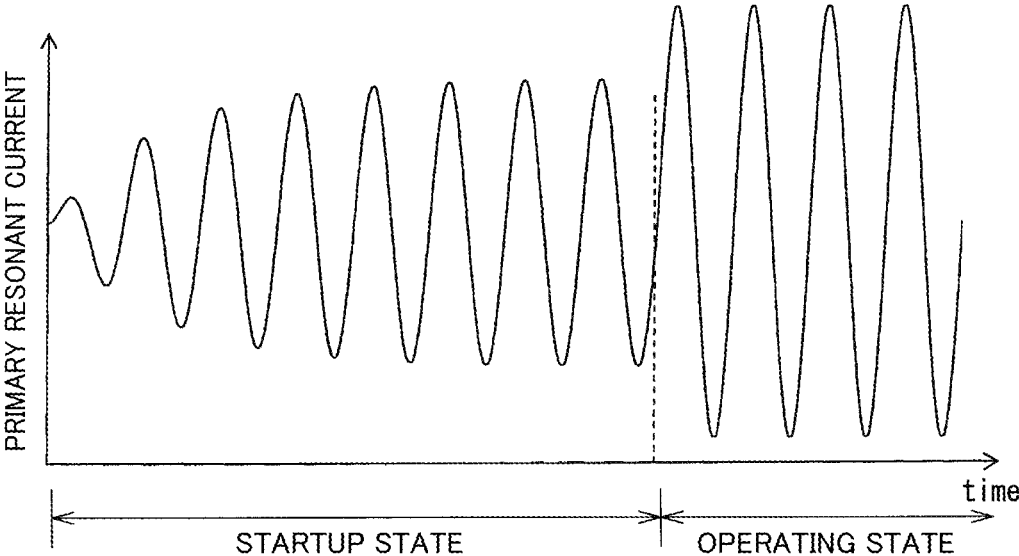 PRIMARY RESONANT CURRENT
time
STARTUP STATE
OPERATING STATE